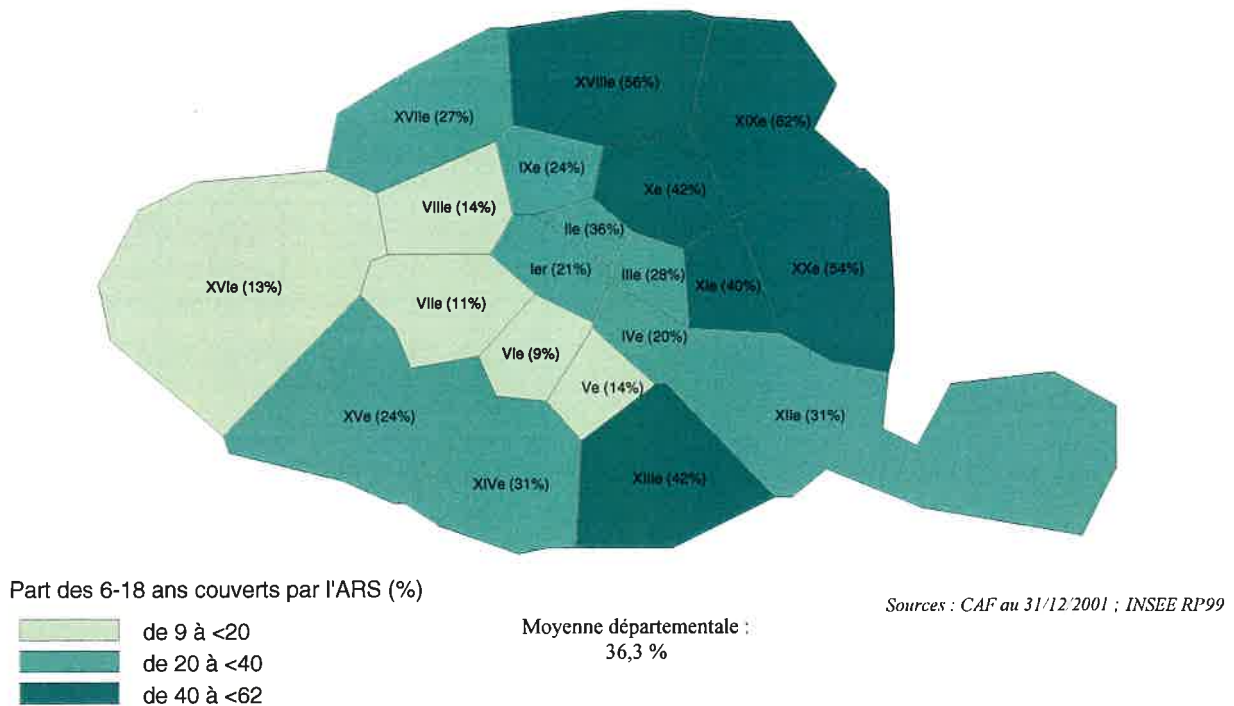 XVIIIe (56%)
XVIIe (27%)
XIXe (62%)
IXe (24%)
Xe (42%)
VIIIe (14%)
IIe (36%)
Ier (21%)
IIIe (28%)
XXe (54%)
XVIe (13%)
XIe (40%)
VIIe (11%)
IVe (20%)
VIe (9%)
Ve (14%)
XVe (24%)
XIIe (31%)
XIVe (31%)
XIIIe (42%)
Part des 6-18 ans couverts par l'ARS (%)
de 9 à <20
de 20 à <40
de 40 à <62
Moyenne départementale :
36,3 %
Sources : CAF au 31/12/2001 ; INSEE RP99